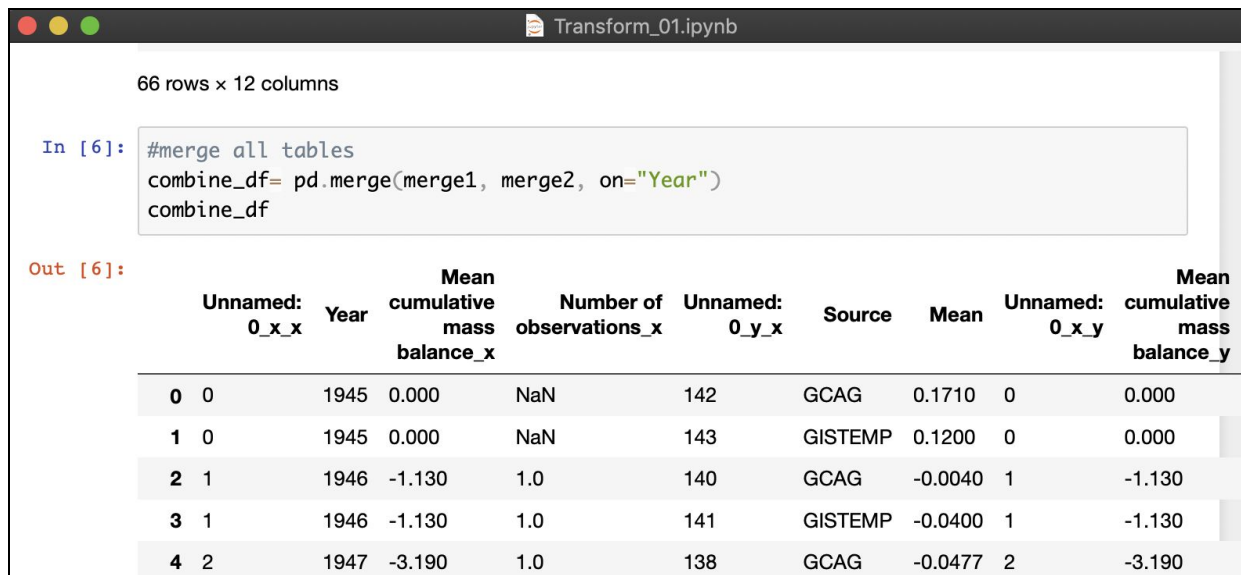 Transform_01.ipynb
66 rows × 12 columns
In [6]:
#merge all tables
combine_df= pd.merge(merge1, merge2, on="Year")
combine_df
Out [6]:
Unnamed: 0_x_x Year Mean cumulative mass balance_x Number of observations_x Unnamed: 0_y_x Source Mean Unnamed: 0_x_y Mean cumulative mass balance_y
0 0 1945 0.000 NaN 142 GCAG 0.1710 0 0.000
1 0 1945 0.000 NaN 143 GISTEMP 0.1200 0 0.000
2 1 1946 -1.130 1.0 140 GCAG -0.0040 1 -1.130
3 1 1946 -1.130 1.0 141 GISTEMP -0.0400 1 -1.130
4 2 1947 -3.190 1.0 138 GCAG -0.0477 2 -3.190